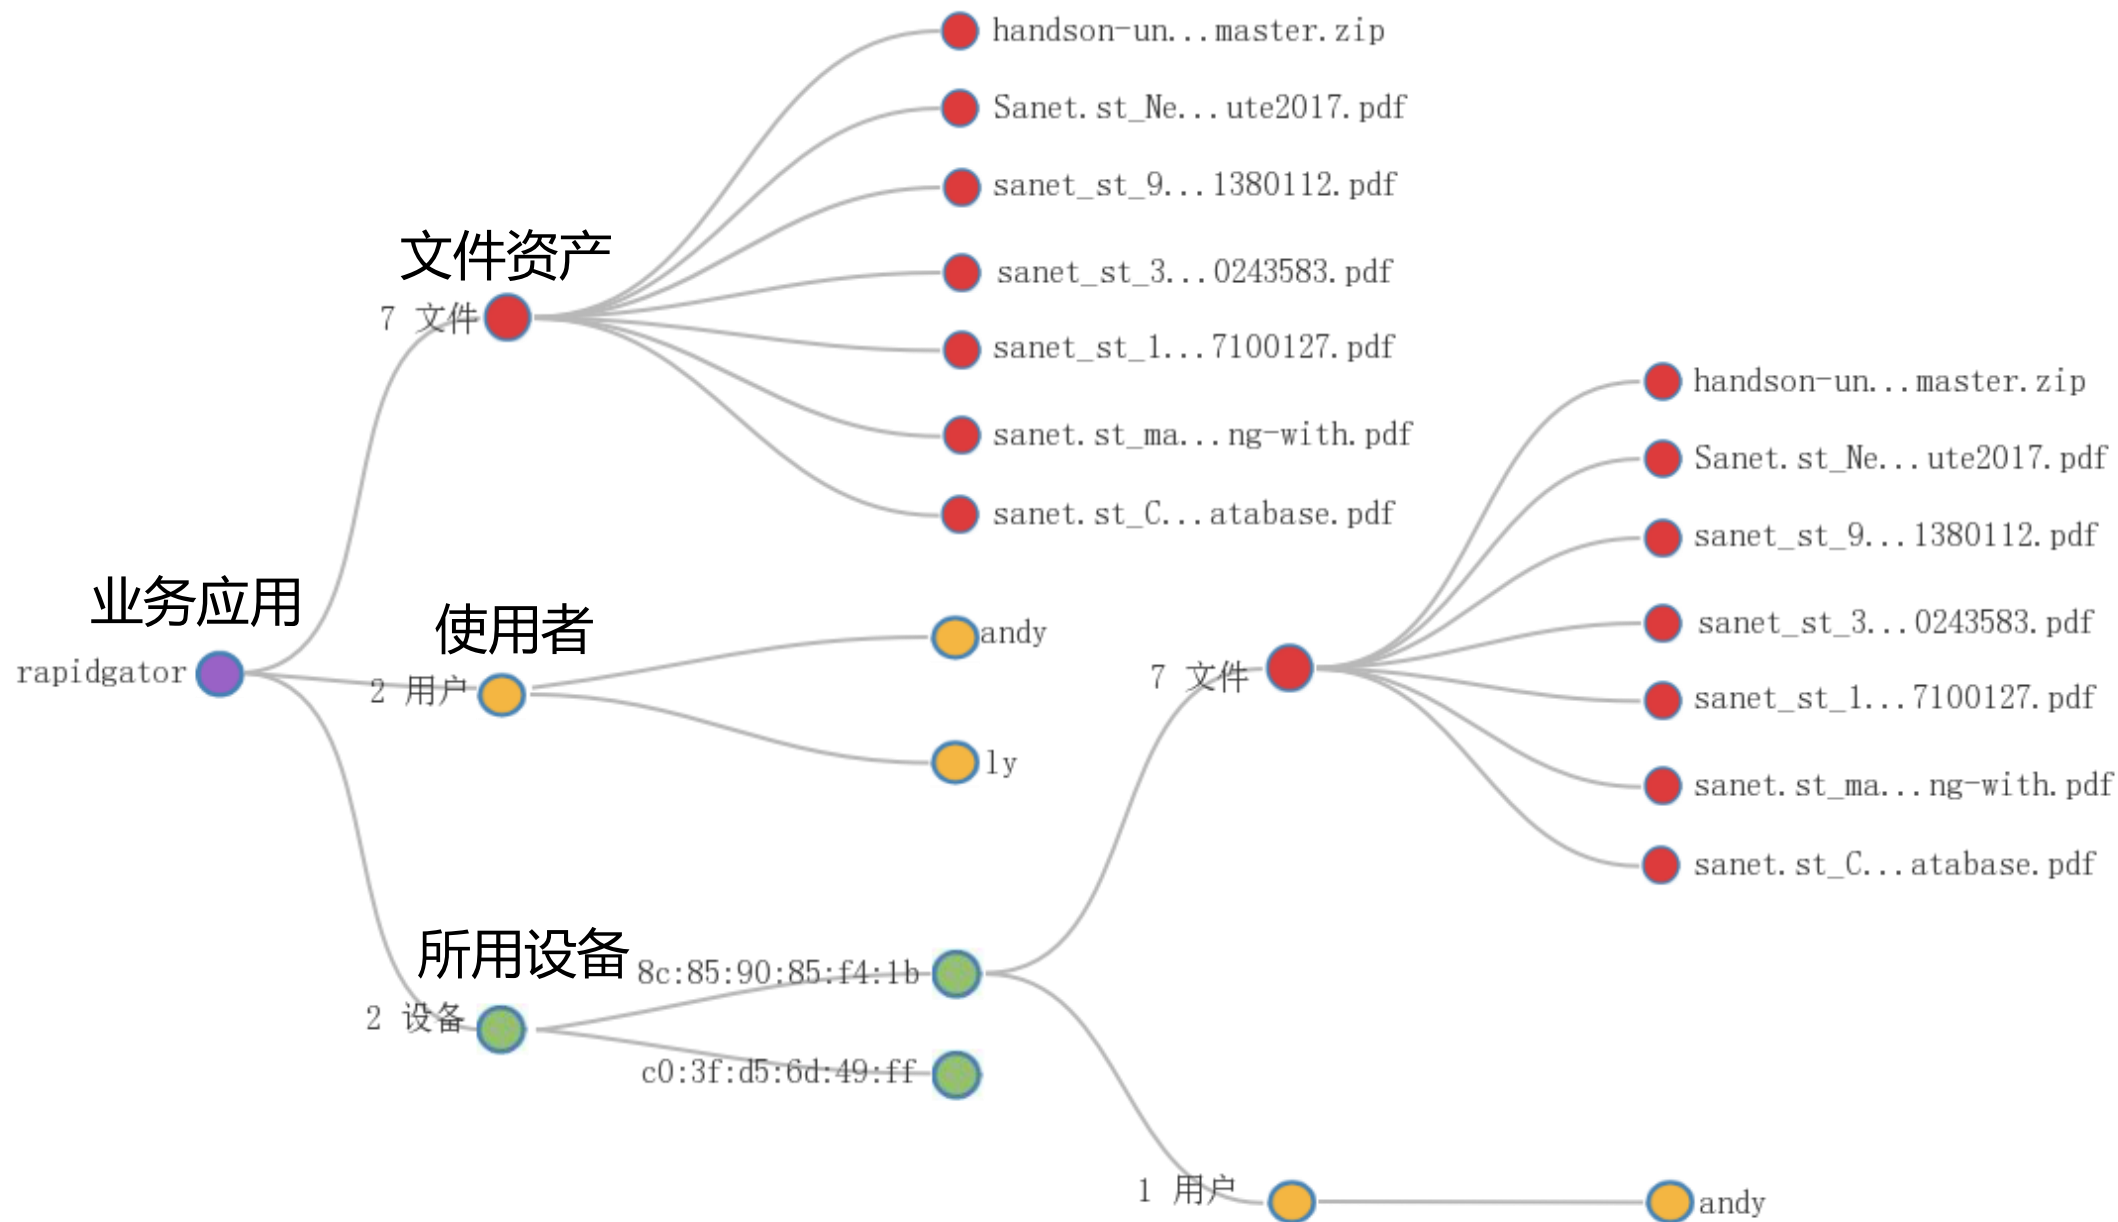 handson-un...master.zip
Sanet.st_Ne...ute2017.pdf
sanet_st_9...1380112.pdf
文件资产
sanet_st_3...0243583.pdf
7 文件
sanet_st_1...7100127.pdf
sanet.st_ma...ng-with.pdf
sanet.st_C...atabase.pdf
业务应用
rapidgator
使用者
2 用户
andy
ly
所用设备
2 设备
8c:85:90:85:f4:1b
c0:3f:d5:6d:49:ff
7 文件
handson-un...master.zip
Sanet.st_Ne...ute2017.pdf
sanet_st_9...1380112.pdf
sanet_st_3...0243583.pdf
sanet_st_1...7100127.pdf
sanet.st_ma...ng-with.pdf
sanet.st_C...atabase.pdf
1 用户
andy